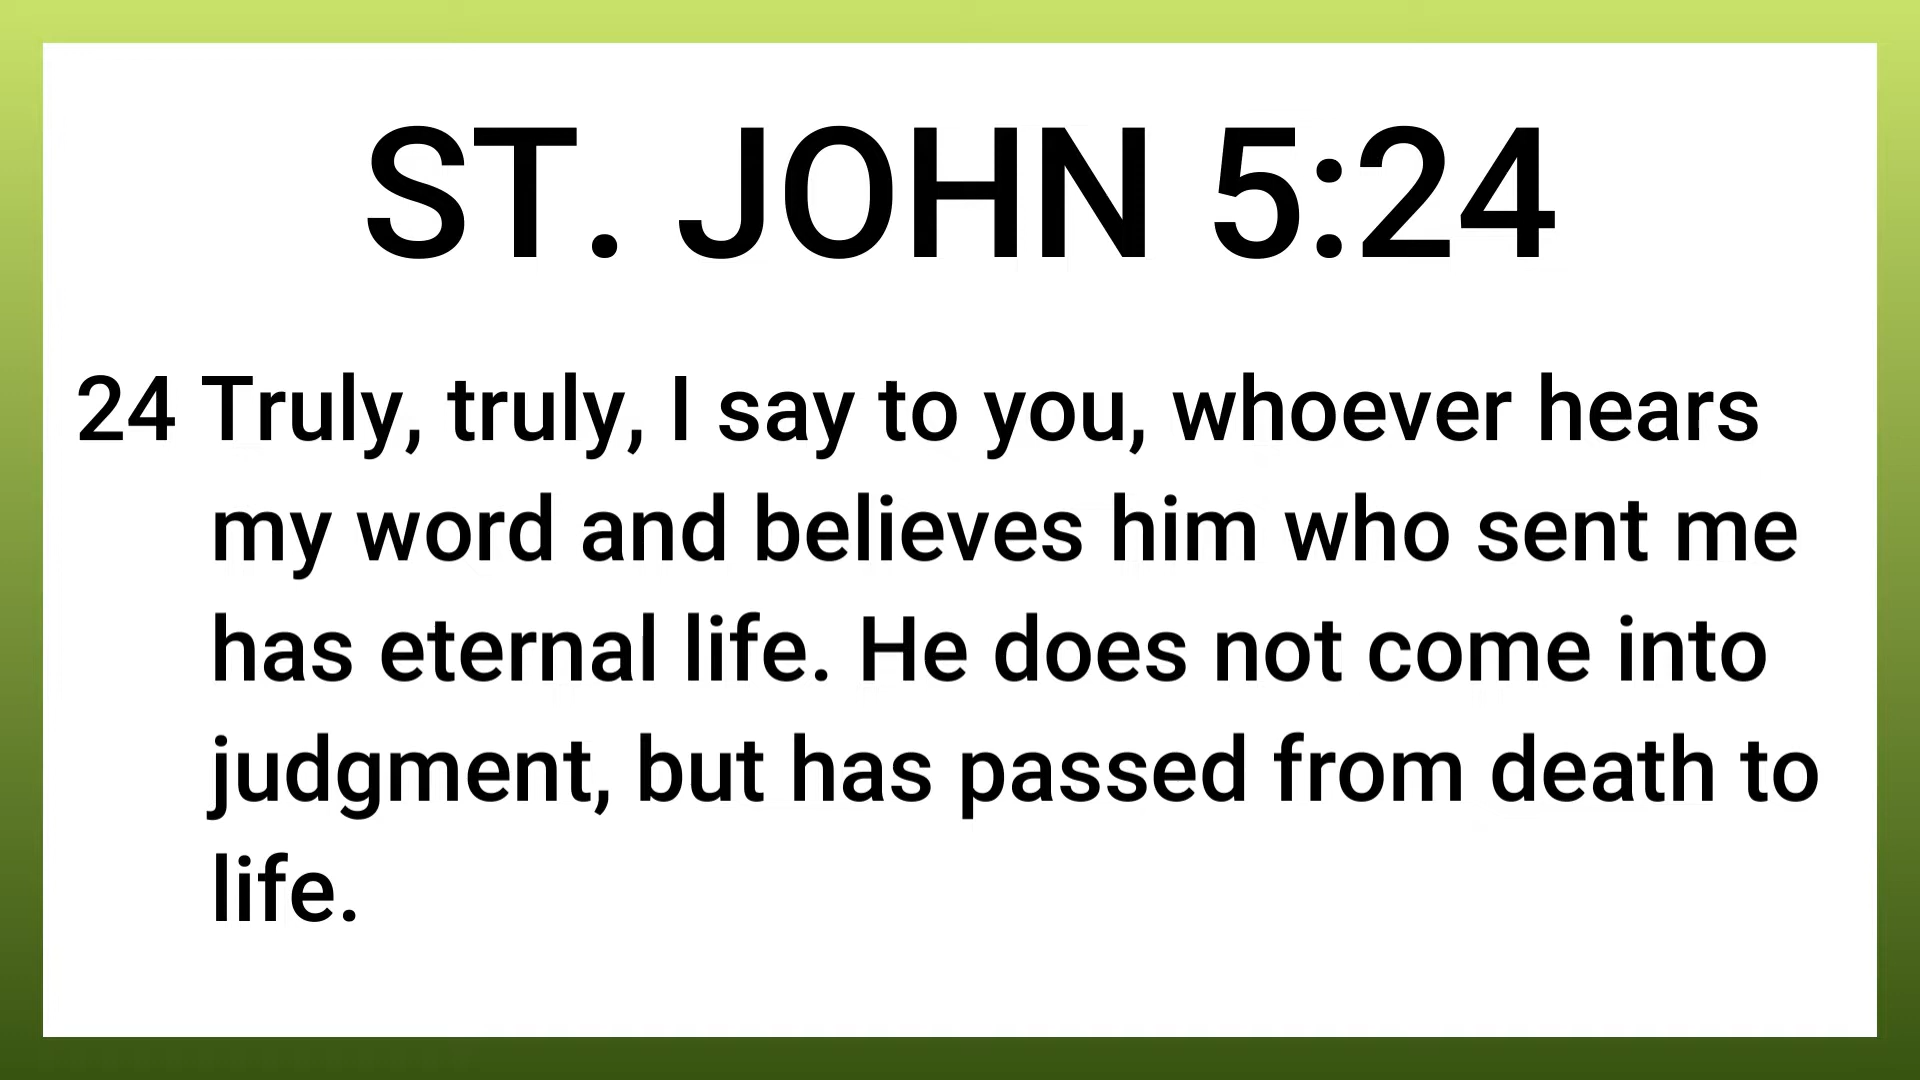 ST. JOHN 5:24
24 Truly, truly, I say to you, whoever hears
my word and believes him who sent me
has eternal life. He does not come into
judgment, but has passed from death to
life.